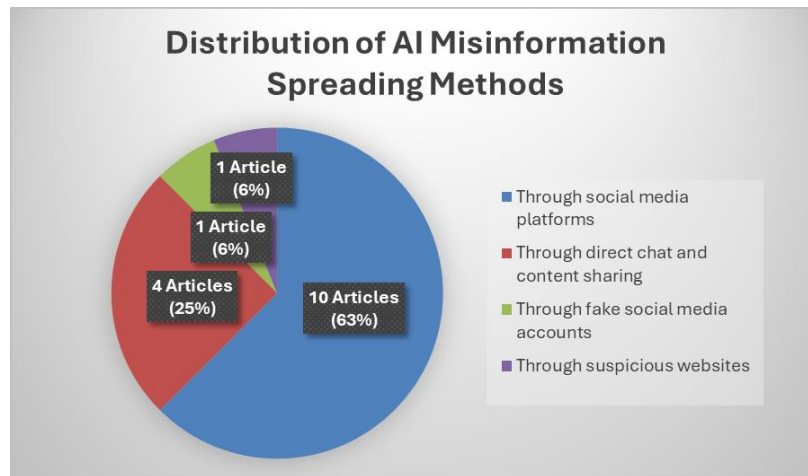 Distribution of AI Misinformation
Spreading Methods
1 Article
(6%)
1 Article
(6%)
4 Articles
(25%)
10 Articles
(63%)
Through social media
platforms
Through direct chat and
content sharing
Through fake social media
accounts
Through suspicious websites